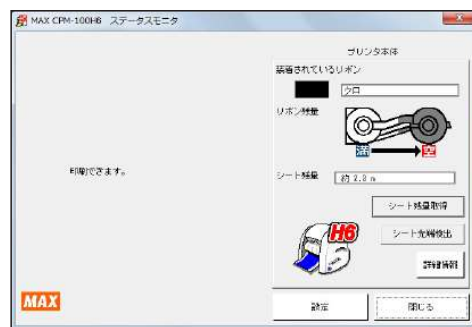 MAX CPM-100H6 ステータスモニタ
プリンタ本体
装着されているリボン
クロ
リボン残量
満
空
印刷できます。
シート残量
約 2.3 m
シート残量取得
H6
シート先端検出
詳細情報
MAX
設定
閉じる